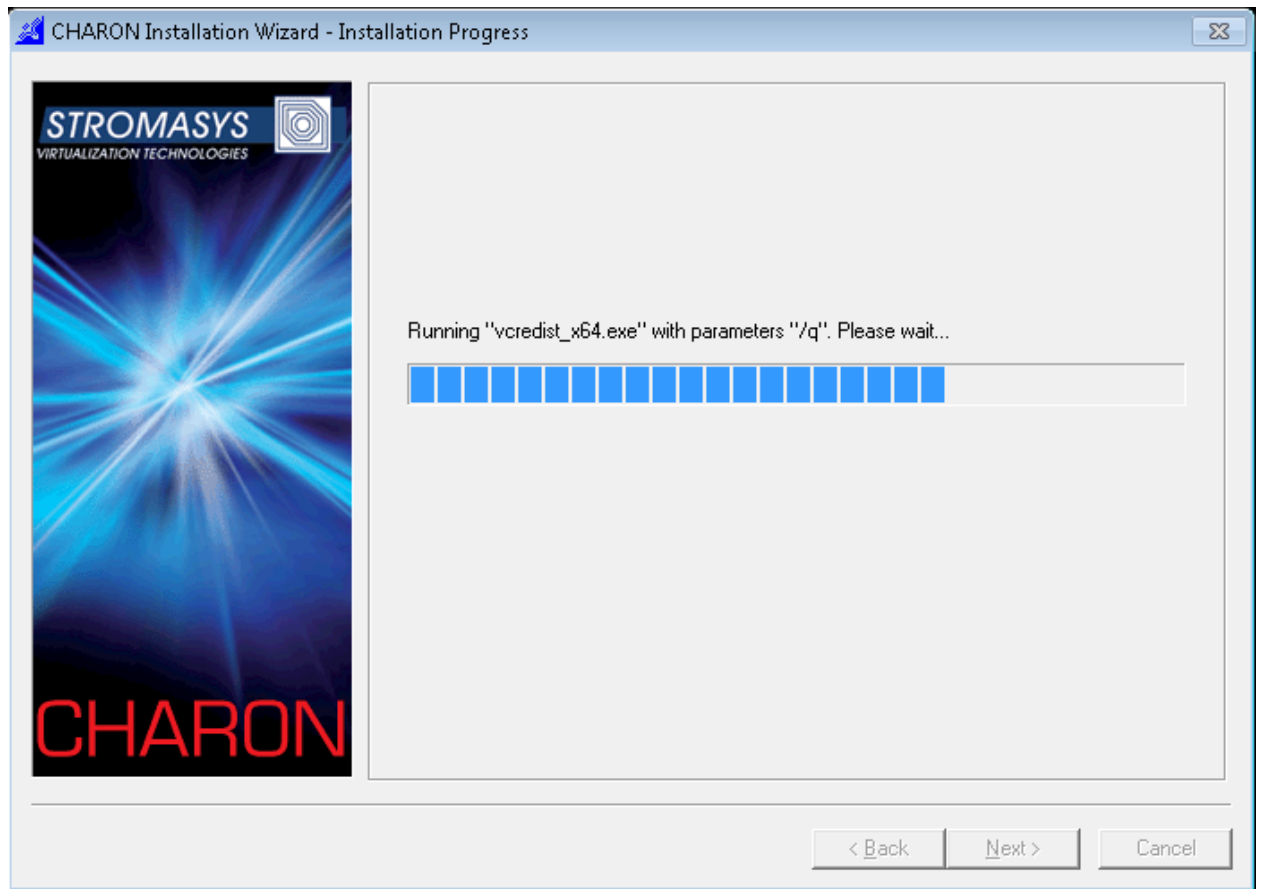 CHARON Installation Wizard - Installation Progress
STROMASYS
VIRTUALIZATION TECHNOLOGIES
Running "vcredist_x64.exe" with parameters "/q". Please wait...
CHARON
< Back
Next >
Cancel